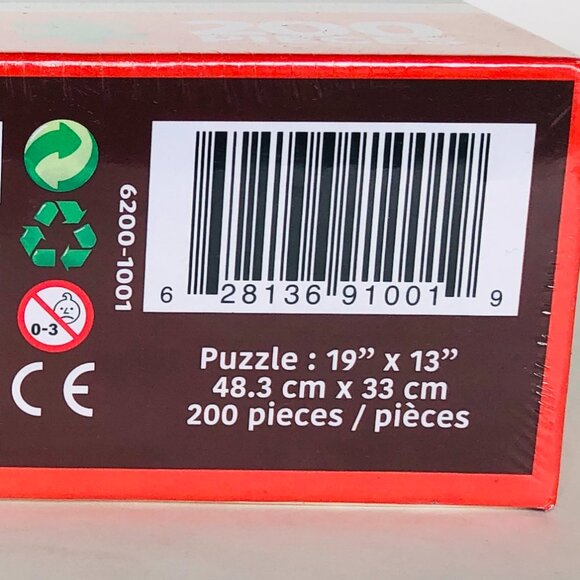 200
6200-1001
0-3
CE
6 28136 91001 9
Puzzle : 19” x 13”
48.3 cm x 33 cm
200 pieces / pièces